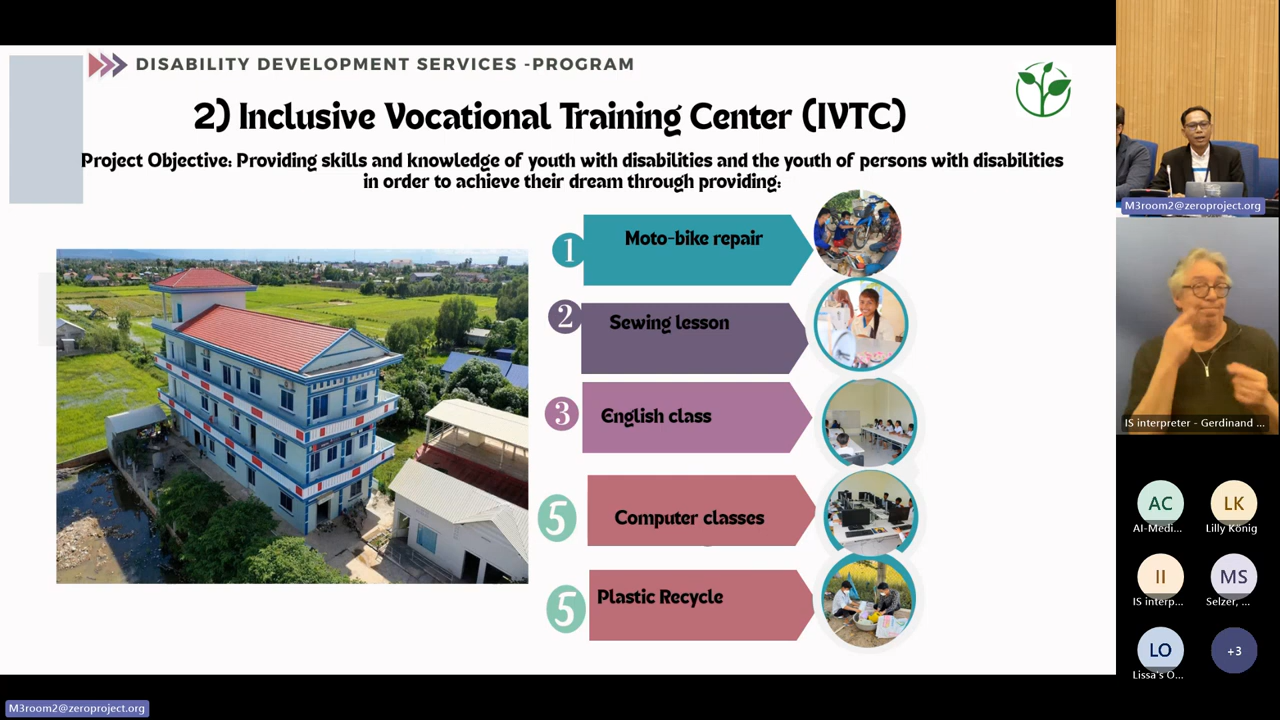 DISABILITY DEVELOPMENT SERVICES -PROGRAM
2) Inclusive Vocational Training Center (IVTC)
Project Objective: Providing skills and knowledge of youth with disabilities and the youth of persons with disabilities
in order to achieve their dream through providing:
1 Moto-bike repair
2 Sewing lesson
3 English class
5 Computer classes
5 Plastic Recycle
M3room2@zeroproject.org
M3room2@zeroproject.org
IS interpreter - Gerdinand ...
AC
AI-Medi...
LK
Lilly König
II
IS interp...
MS
Selzer, ...
LO
Lissa's O...
+3